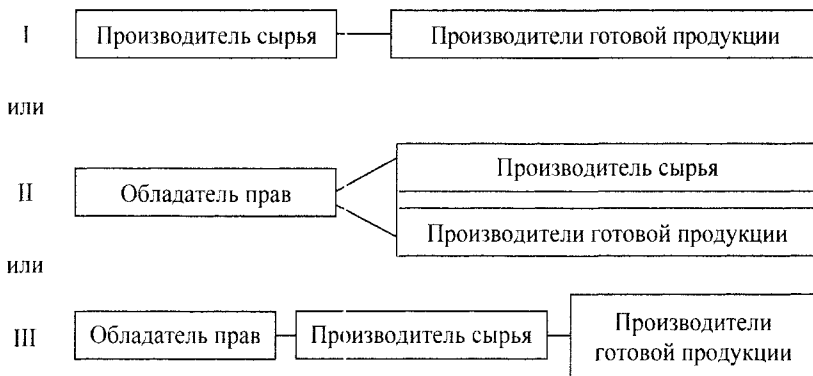 I Производитель сырья Производители готовой продукции
или
Производитель сырья
II Обладатель прав
Производители готовой продукции
или
III Обладатель прав Производитель сырья Производители
готовой продукции